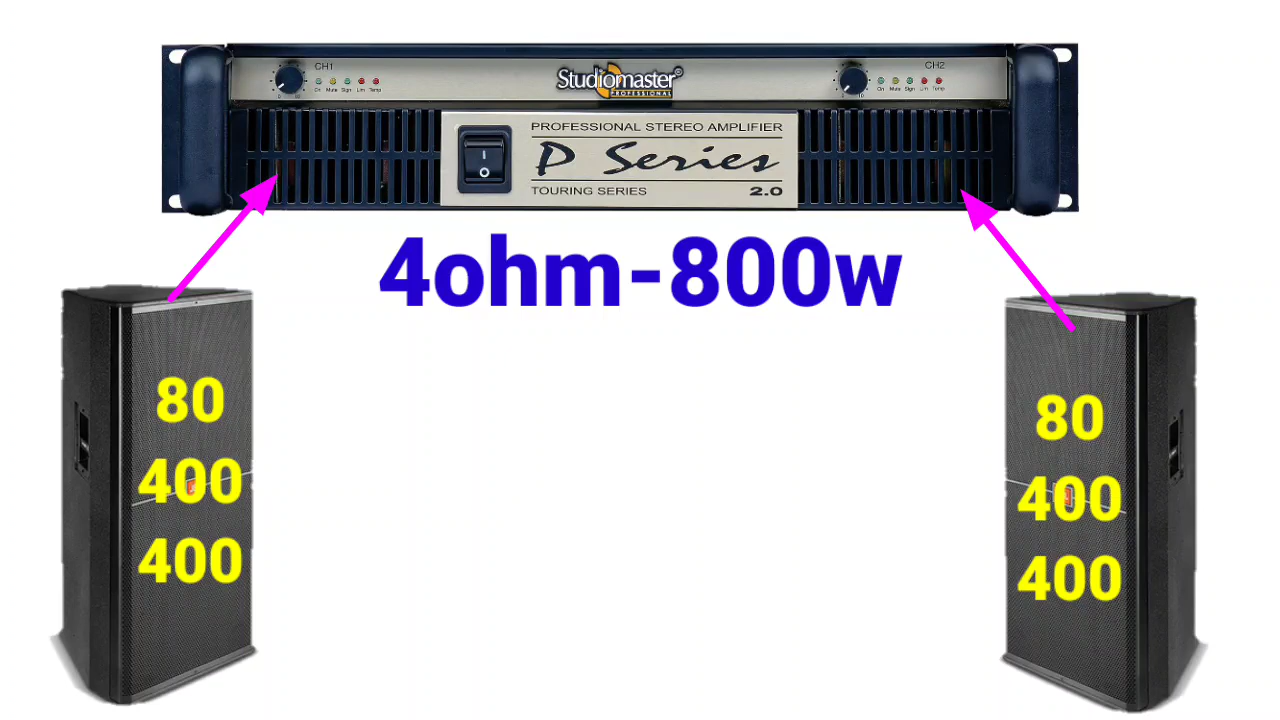 CH1
On Mute Sign Lim Temp
Studiomaster®
PROFESSIONAL
CH2
On Mute Sign Lim Temp
PROFESSIONAL STEREO AMPLIFIER
P Series
TOURING SERIES 2.0
4ohm-800w
80
400
400
80
400
400